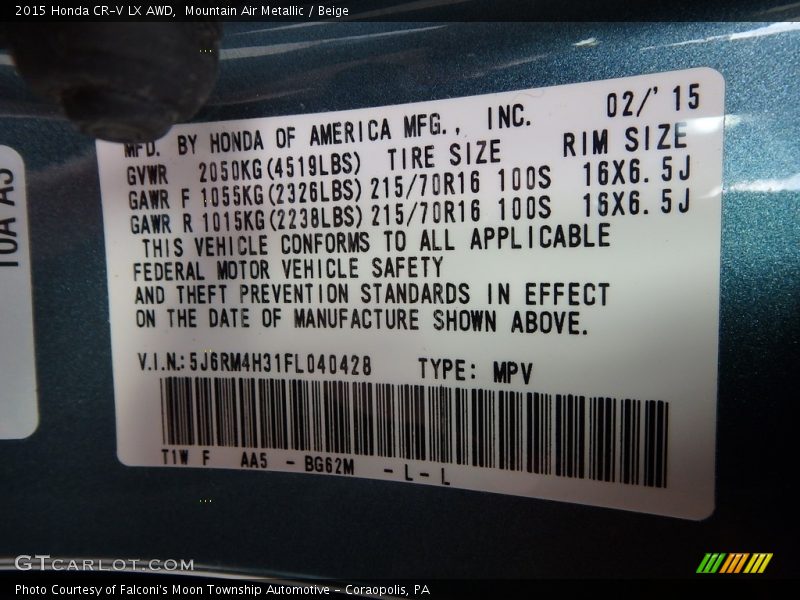 2015 Honda CR-V LX AWD,  Mountain Air Metallic / Beige
02/' 15
MFD. BY HONDA OF AMERICA MFG., INC.
GVWR 2050KG(4519LBS) TIRE SIZE RIM SIZE
GAWR F 1055KG(2326LBS) 215/70R16 100S 16X6.5J
GAWR R 1015KG(2238LBS) 215/70R16 100S 16X6.5J
THIS VEHICLE CONFORMS TO ALL APPLICABLE
FEDERAL MOTOR VEHICLE SAFETY
AND THEFT PREVENTION STANDARDS IN EFFECT
ON THE DATE OF MANUFACTURE SHOWN ABOVE.
V.I.N.: 5J6RM4H31FL040428 TYPE: MPV
T1W F AA5 - BG62M - L - L
GTCARLOT.COM
Photo Courtesy of Falconi's Moon Township Automotive - Coraopolis, PA